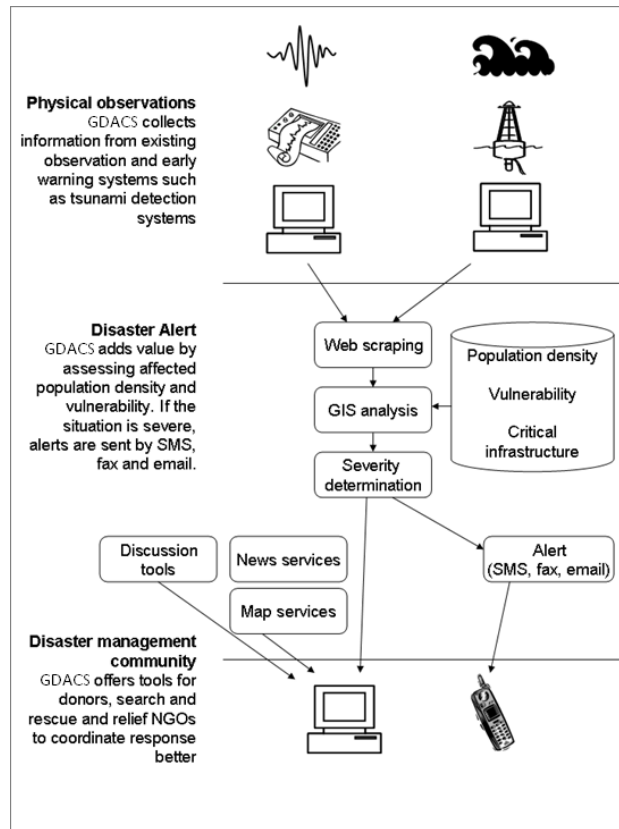 Physical observations
GDACS collects
information from existing
observation and early
warning systems such
as tsunami detection
systems
Disaster Alert
GDACS adds value by
assessing affected
population density and
vulnerability. If the
situation is severe,
alerts are sent by SMS,
fax and email.
Web scraping
GIS analysis
Severity
determination
Population density
Vulnerability
Critical
infrastructure
Discussion
tools
News services
Map services
Alert
(SMS, fax, email)
Disaster management
community
GDACS offers tools for
donors, search and
rescue and relief NGOs
to coordinate response
better